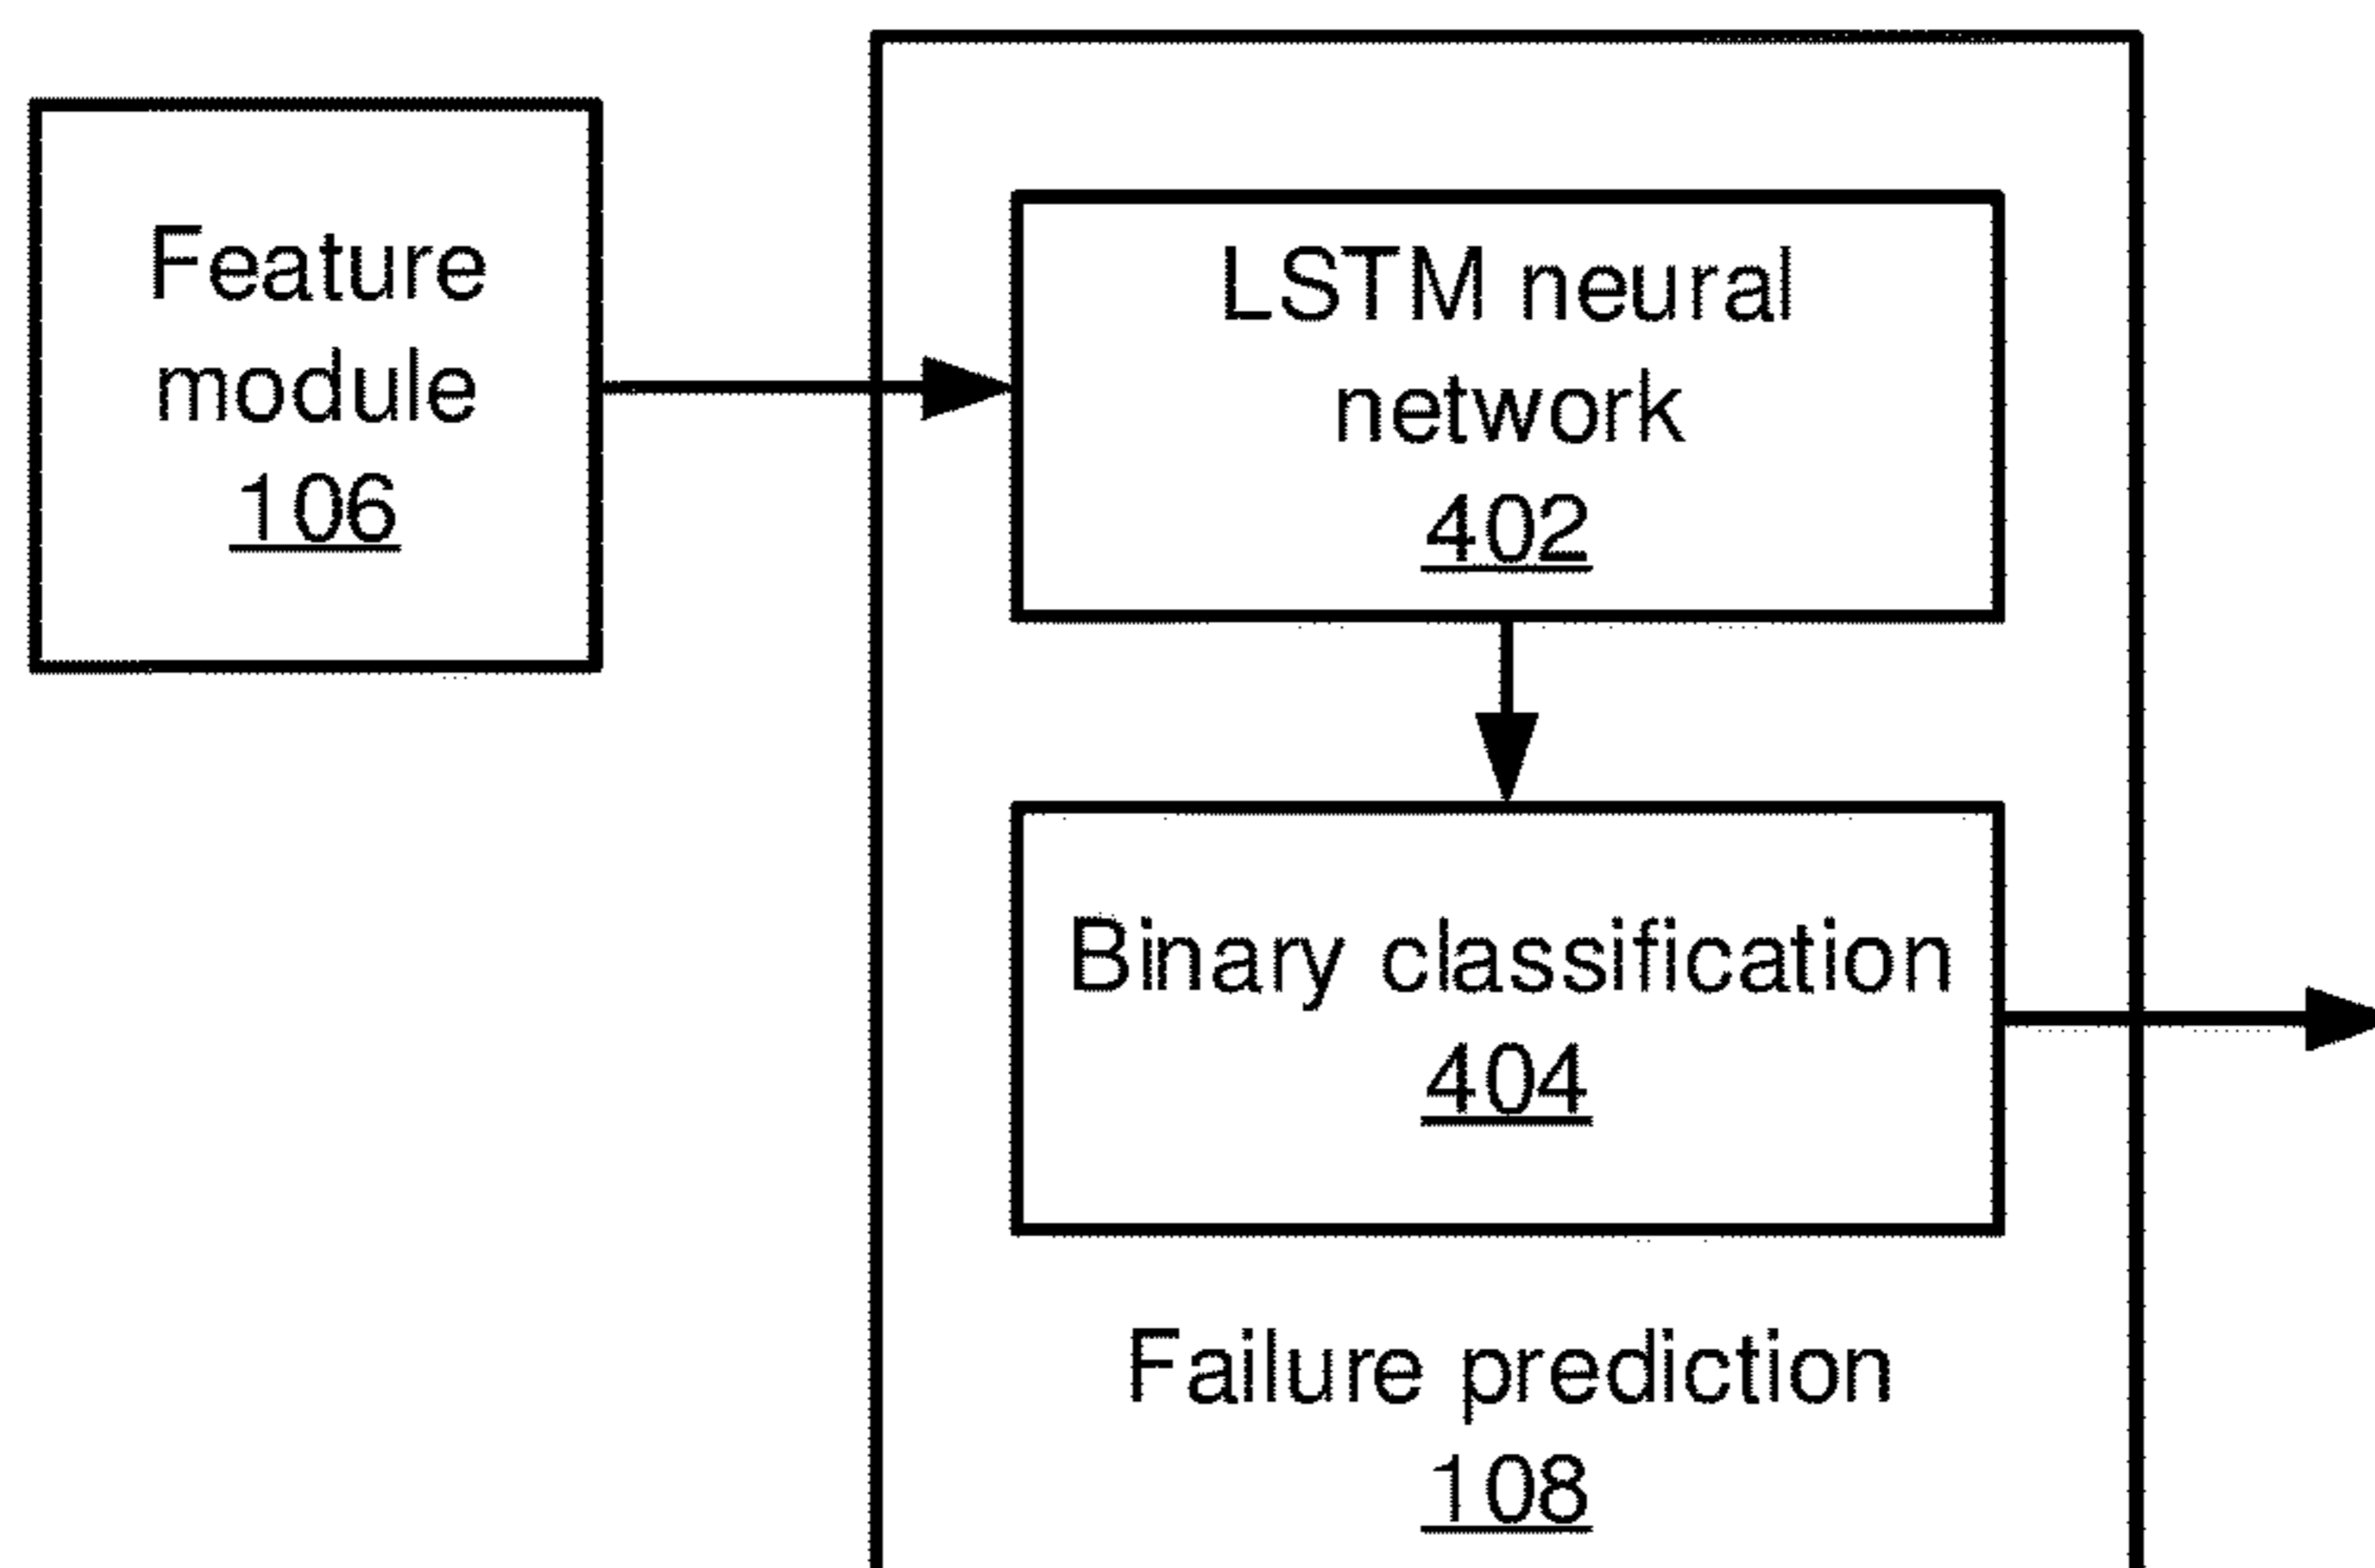 Feature
module
106
LSTM neural
network
402
Binary classification
404
Failure prediction
108